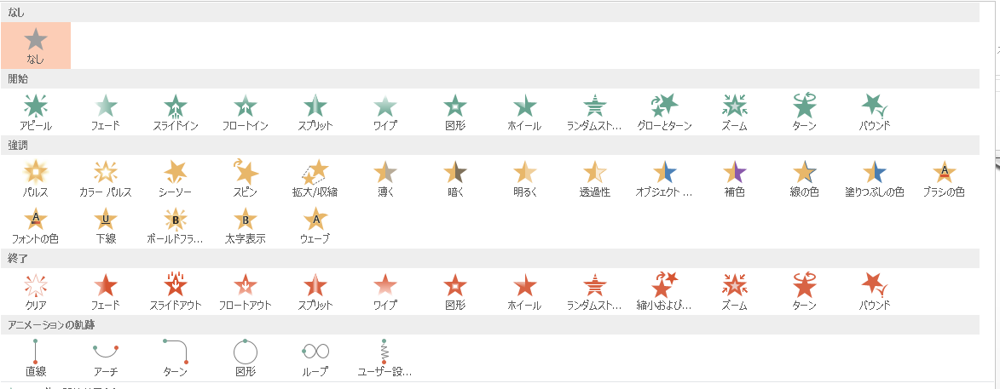 なし
なし
開始
アピール フェード スライドイン フロートイン スプリット ワイプ 図形 ホイール ランダムスト... グローとターン ズーム ターン バウンド
強調
パルス カラー パルス シーソー スピン 拡大/収縮 薄く 暗く 明るく 透過性 オブジェクト ... 補色 線の色 塗りつぶしの色 ブラシの色
フォントの色 下線 ボールドフラ... 太字表示 ウェーブ
終了
クリア フェード スライドアウト フロートアウト スプリット ワイプ 図形 ホイール ランダムスト... 縮小および... ズーム ターン バウンド
アニメーションの軌跡
直線 アーチ ターン 図形 ループ ユーザー設...